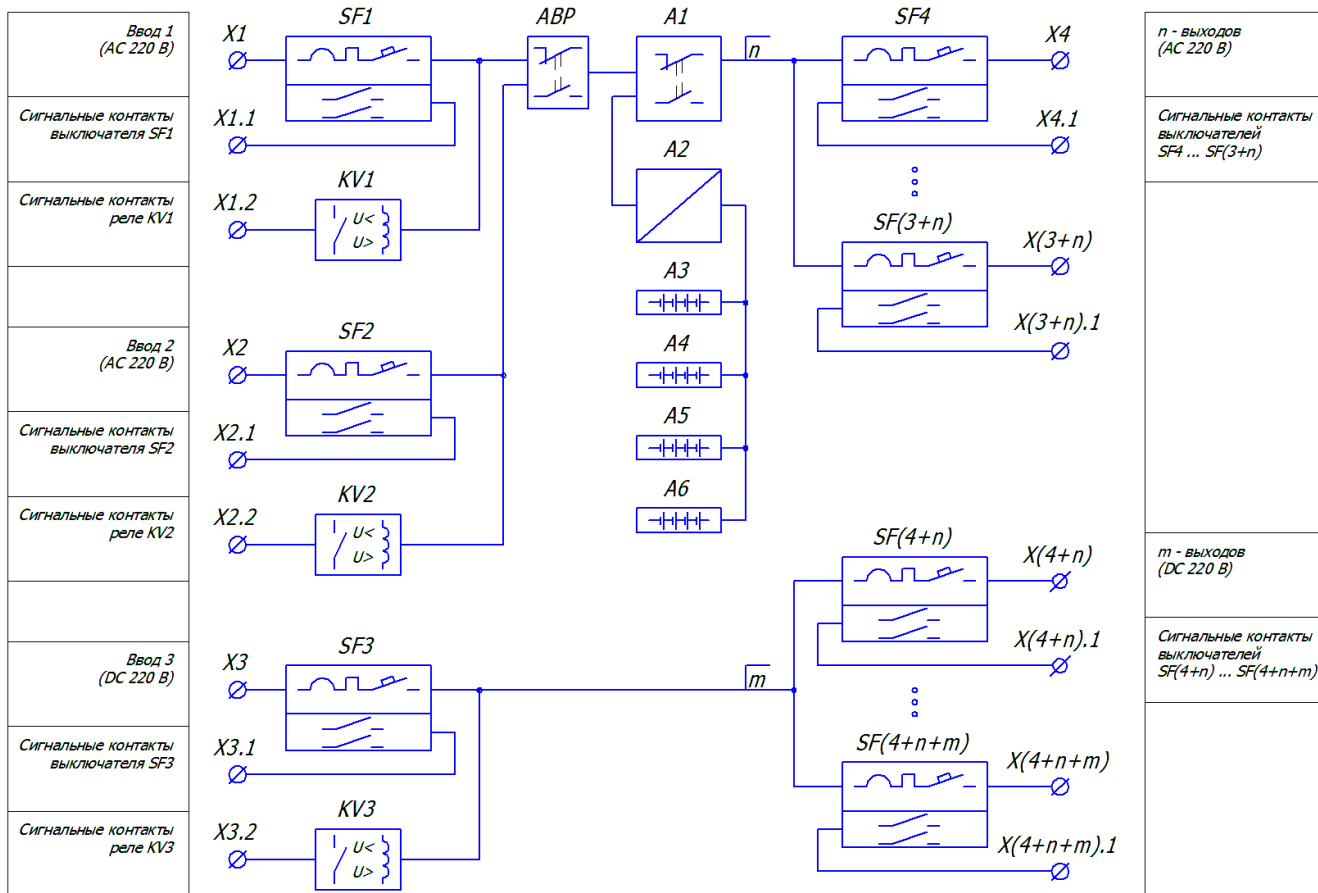 Ввод 1
(AC 220 В)
Сигнальные контакты
выключателя SF1
Сигнальные контакты
реле KV1
Ввод 2
(AC 220 В)
Сигнальные контакты
выключателя SF2
Сигнальные контакты
реле KV2
Ввод 3
(DC 220 В)
Сигнальные контакты
выключателя SF3
Сигнальные контакты
реле KV3
X1
SF1
X1.1
X1.2
KV1
U<
U>
X2
SF2
X2.1
X2.2
KV2
U<
U>
X3
SF3
X3.1
X3.2
KV3
U<
U>
АВР
A1
A2
A3
A4
A5
A6
n
m
SF4
X4
X4.1
SF(3+n)
X(3+n)
X(3+n).1
SF(4+n)
X(4+n)
X(4+n).1
SF(4+n+m)
X(4+n+m)
X(4+n+m).1
n - выходов
(AC 220 В)
Сигнальные контакты
выключателей
SF4 ... SF(3+n)
m - выходов
(DC 220 В)
Сигнальные контакты
выключателей
SF(4+n) ... SF(4+n+m)